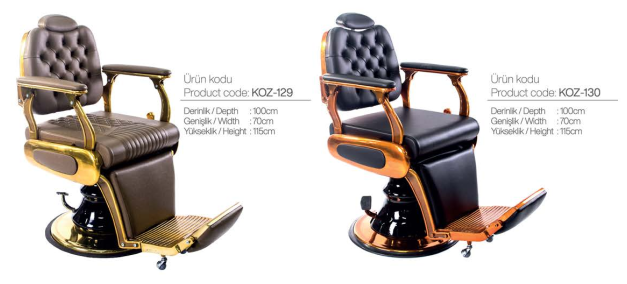 Ürün kodu
Product code: KOZ-129
Derinlik / Depth : 100cm
Genişlik / Width : 70cm
Yükseklik / Height : 115cm
Ürün kodu
Product code: KOZ-130
Derinlik / Depth : 100cm
Genişlik / Width : 70cm
Yükseklik / Height : 115cm